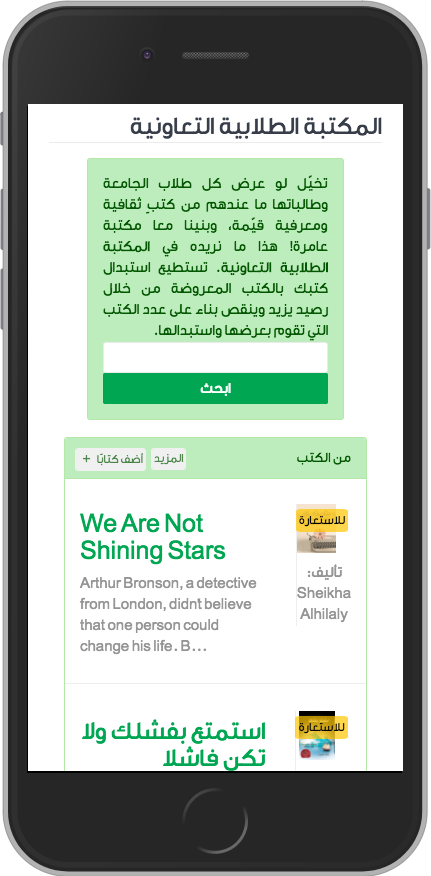 المكتبة الطلابية التعاونية
تخيّل لو عرض كل طلاب الجامعة
وطالباتها ما عندهم من كتبٍ ثقافية
ومعرفية قيّمة، وبنينا معا مكتبة
عامرة! هذا ما نريده في المكتبة
الطلابية التعاونية. تستطيع استبدال
كتبك بالكتب المعروضة من خلال
رصيد يزيد وينقص بناء على عدد الكتب
التي تقوم بعرضها واستبدالها.
ابحث
من الكتب
المزيد
أضف كتابًا +
للاستعارة
تأليف:
Sheikha
Alhilaly
We Are Not
Shining Stars
Arthur Bronson, a detective
from London, didn't believe
that one person could
change his life . B...
للاستعارة
استمتع بفشلك ولا
تكن فاشلا